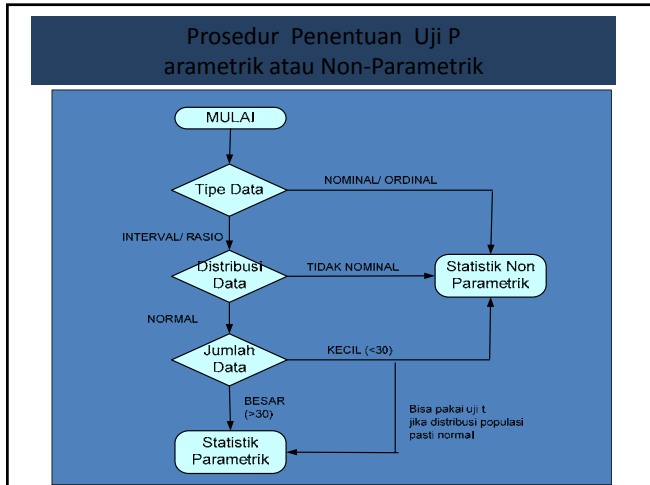 Prosedur Penentuan Uji P
arametrik atau Non-Parametrik
MULAI
Tipe Data
NOMINAL/ ORDINAL
INTERVAL/ RASIO
Distribusi
Data
TIDAK NOMINAL
Statistik Non
Parametrik
NORMAL
Jumlah
Data
KECIL (<30)
BESAR
(>30)
Bisa pakai uji t
jika distribusi populasi
pasti normal
Statistik
Parametrik